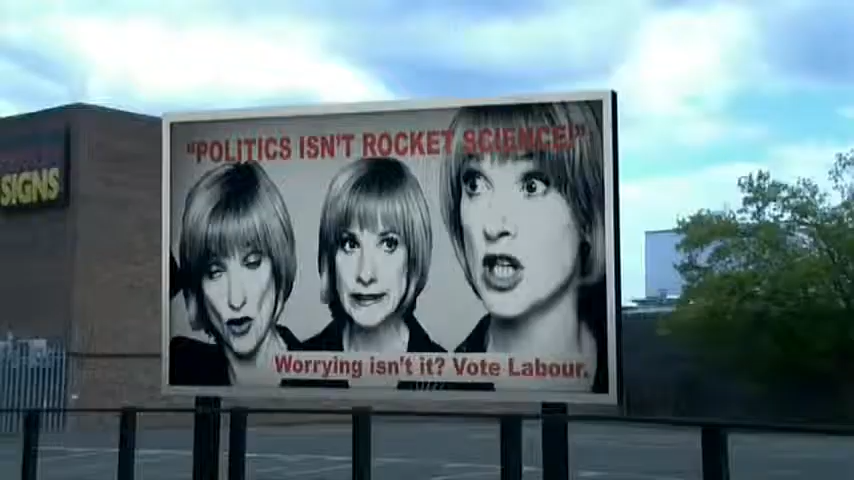 "POLITICS ISN'T ROCKET SCIENCE!"
SIGNS
Worrying isn't it? Vote Labour.